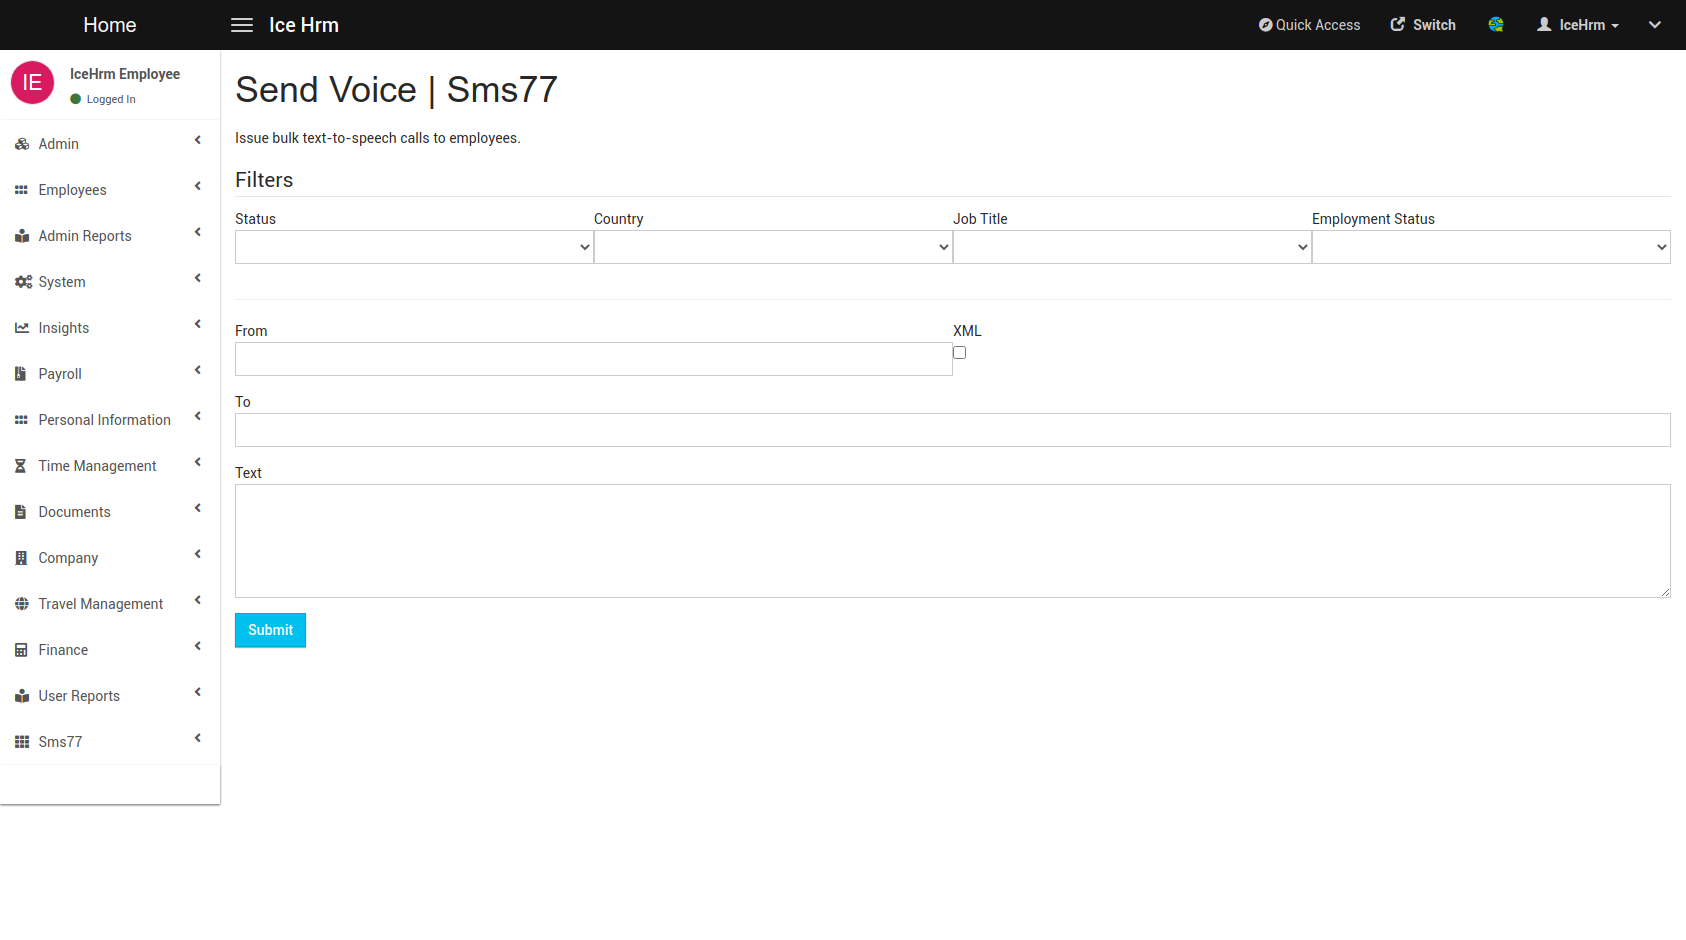 Home
Ice Hrm
Quick Access
Switch
IceHrm
IE
IceHrm Employee
Logged In
Admin
Employees
Admin Reports
System
Insights
Payroll
Personal Information
Time Management
Documents
Company
Travel Management
Finance
User Reports
Sms77
Send Voice | Sms77
Issue bulk text-to-speech calls to employees.
Filters
Status Country Job Title Employment Status
From XML
To
Text
Submit